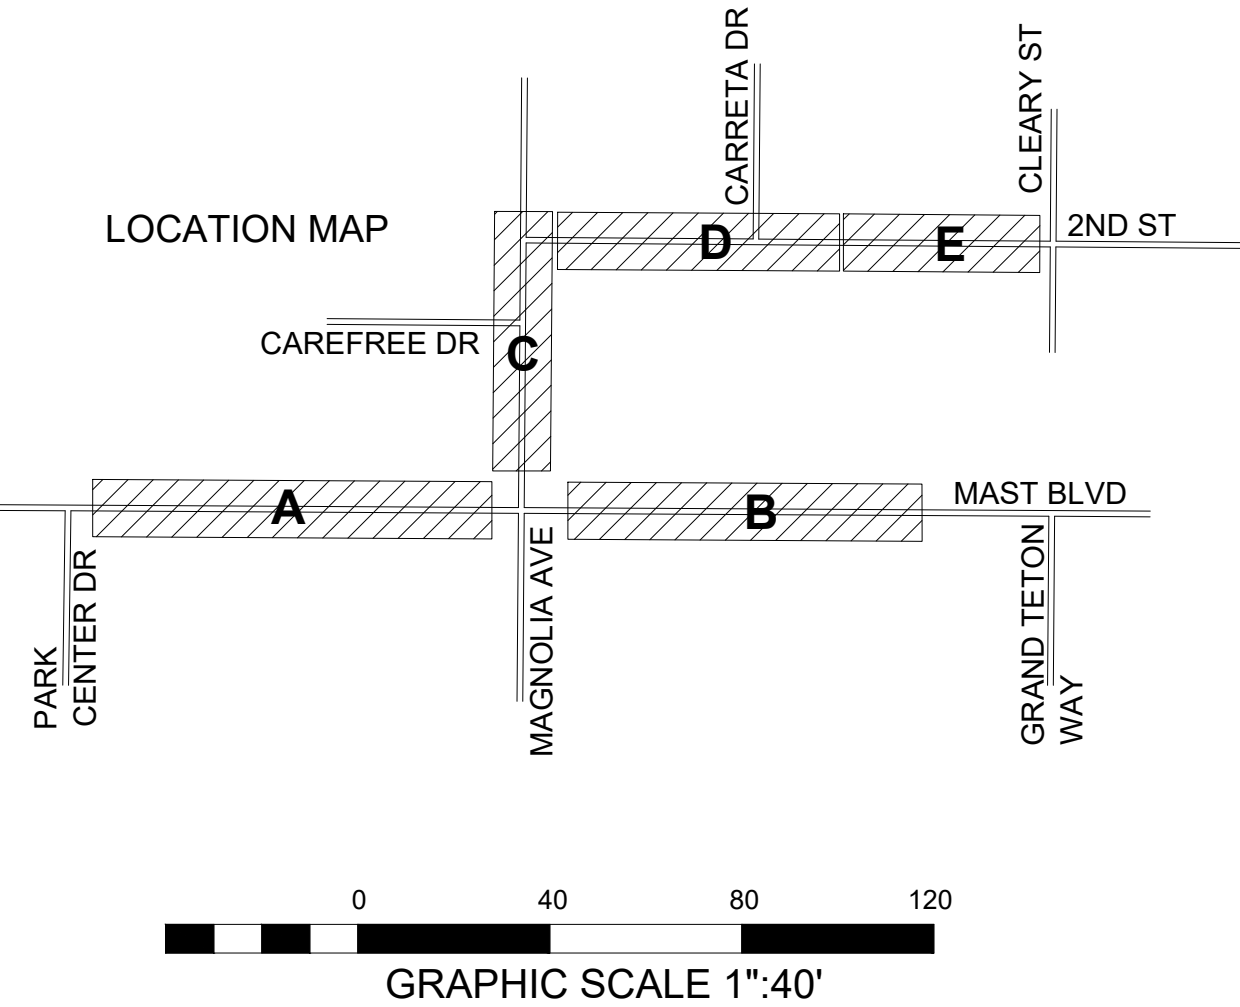 CARRETA DR
CLEARY ST
LOCATION MAP
2ND ST
D
E
CAREFREE DR
C
A
B
MAST BLVD
PARK
CENTER DR
MAGNOLIA AVE
GRAND TETON
WAY
0 40 80 120
GRAPHIC SCALE 1":40'